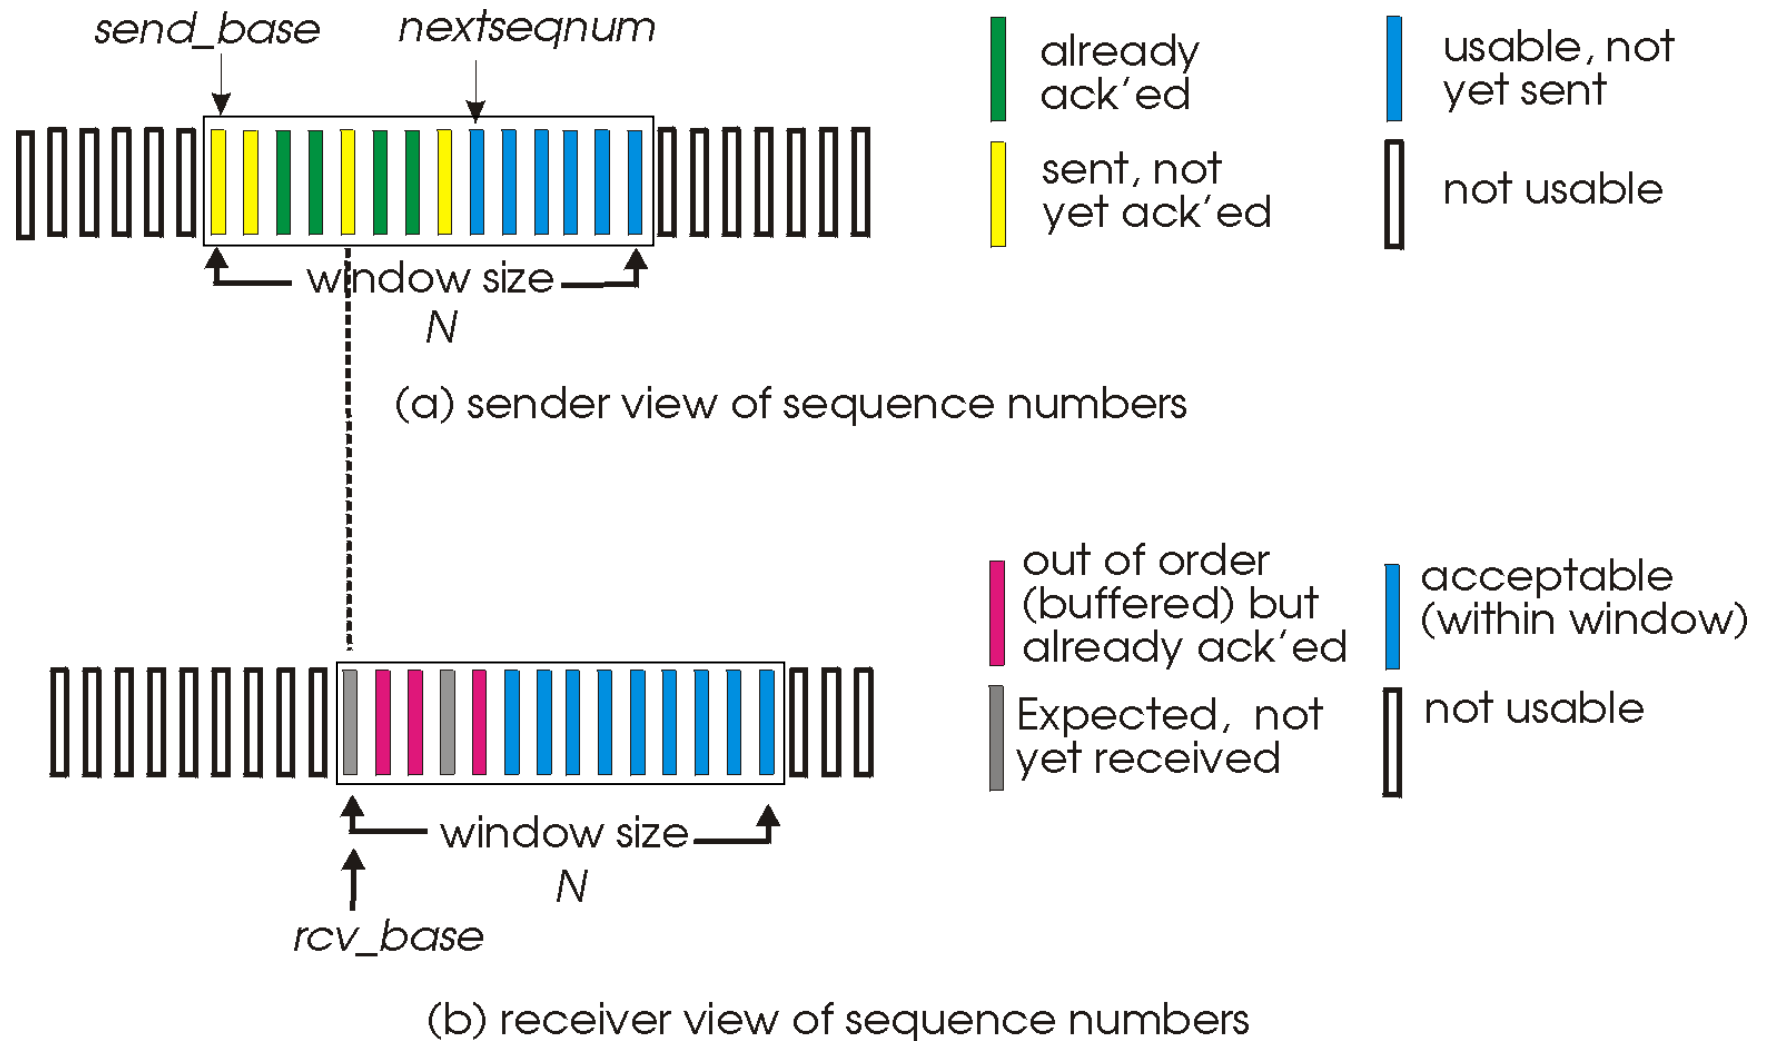 send_base
nextseqnum
already
ack’ed
usable, not
yet sent
sent, not
yet ack’ed
not usable
window size
N
(a) sender view of sequence numbers
out of order
(buffered) but
already ack’ed
acceptable
(within window)
Expected, not
yet received
not usable
window size
N
rcv_base
(b) receiver view of sequence numbers